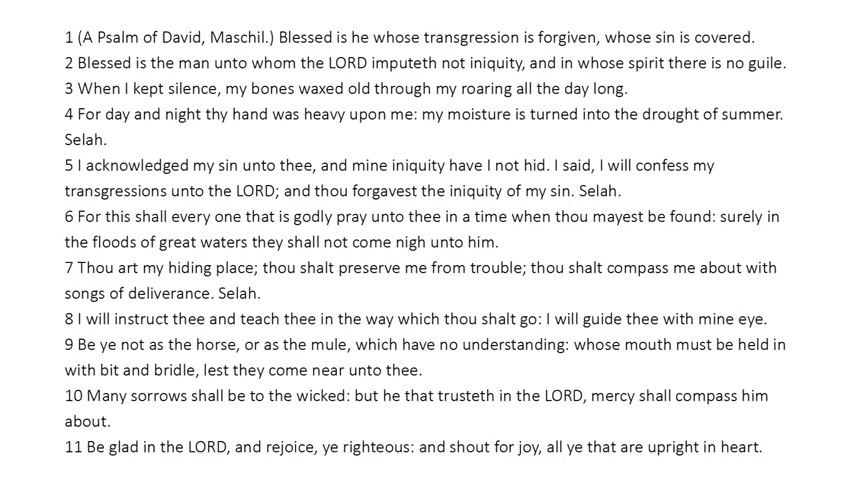 1 (A Psalm of David, Maschil.) Blessed is he whose transgression is forgiven, whose sin is covered.
2 Blessed is the man unto whom the LORD imputeth not iniquity, and in whose spirit there is no guile.
3 When I kept silence, my bones waxed old through my roaring all the day long.
4 For day and night thy hand was heavy upon me: my moisture is turned into the drought of summer.
Selah.
5 I acknowledged my sin unto thee, and mine iniquity have I not hid. I said, I will confess my
transgressions unto the LORD; and thou forgavest the iniquity of my sin. Selah.
6 For this shall every one that is godly pray unto thee in a time when thou mayest be found: surely in
the floods of great waters they shall not come nigh unto him.
7 Thou art my hiding place; thou shalt preserve me from trouble; thou shalt compass me about with
songs of deliverance. Selah.
8 I will instruct thee and teach thee in the way which thou shalt go: I will guide thee with mine eye.
9 Be ye not as the horse, or as the mule, which have no understanding: whose mouth must be held in
with bit and bridle, lest they come near unto thee.
10 Many sorrows shall be to the wicked: but he that trusteth in the LORD, mercy shall compass him
about.
11 Be glad in the LORD, and rejoice, ye righteous: and shout for joy, all ye that are upright in heart.